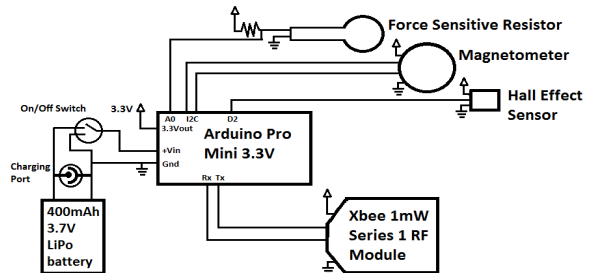 Force Sensitive Resistor
Magnetometer
Hall Effect
Sensor
On/Off Switch
3.3V
A0 I2C D2
3.3Vout
Arduino Pro
Mini 3.3V
+Vin
Gnd
Rx Tx
Charging
Port
400mAh
3.7V
LiPo
battery
Xbee 1mW
Series 1 RF
Module